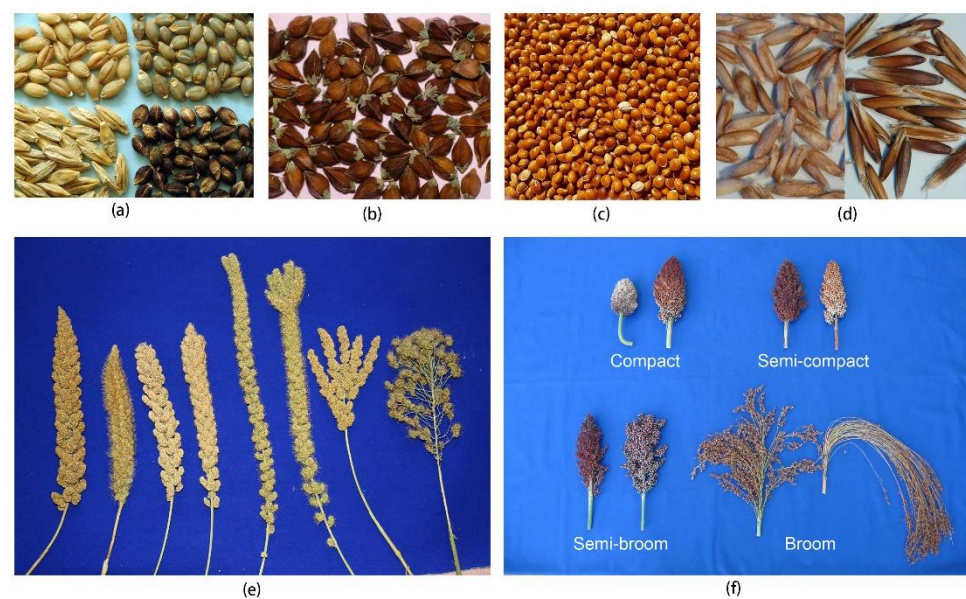 (a)
(b)
(c)
(d)
Compact
Semi-compact
Semi-broom
Broom
(e)
(f)